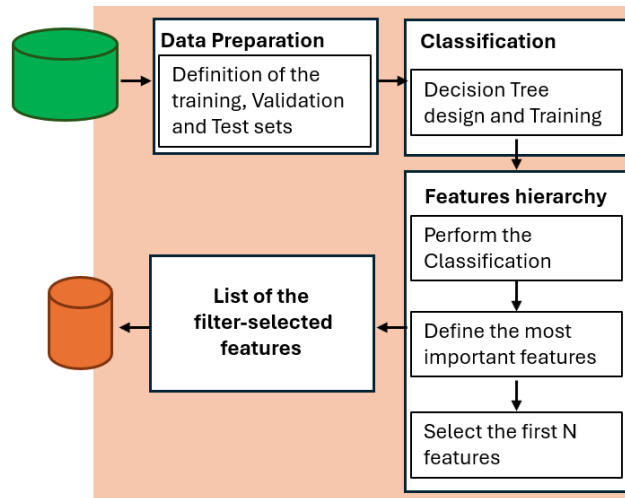 Data Preparation
Definition of the
training, Validation
and Test sets
Classification
Decision Tree
design and Training
Features hierarchy
Perform the
Classification
Define the most
important features
Select the first N
features
List of the
filter-selected
features